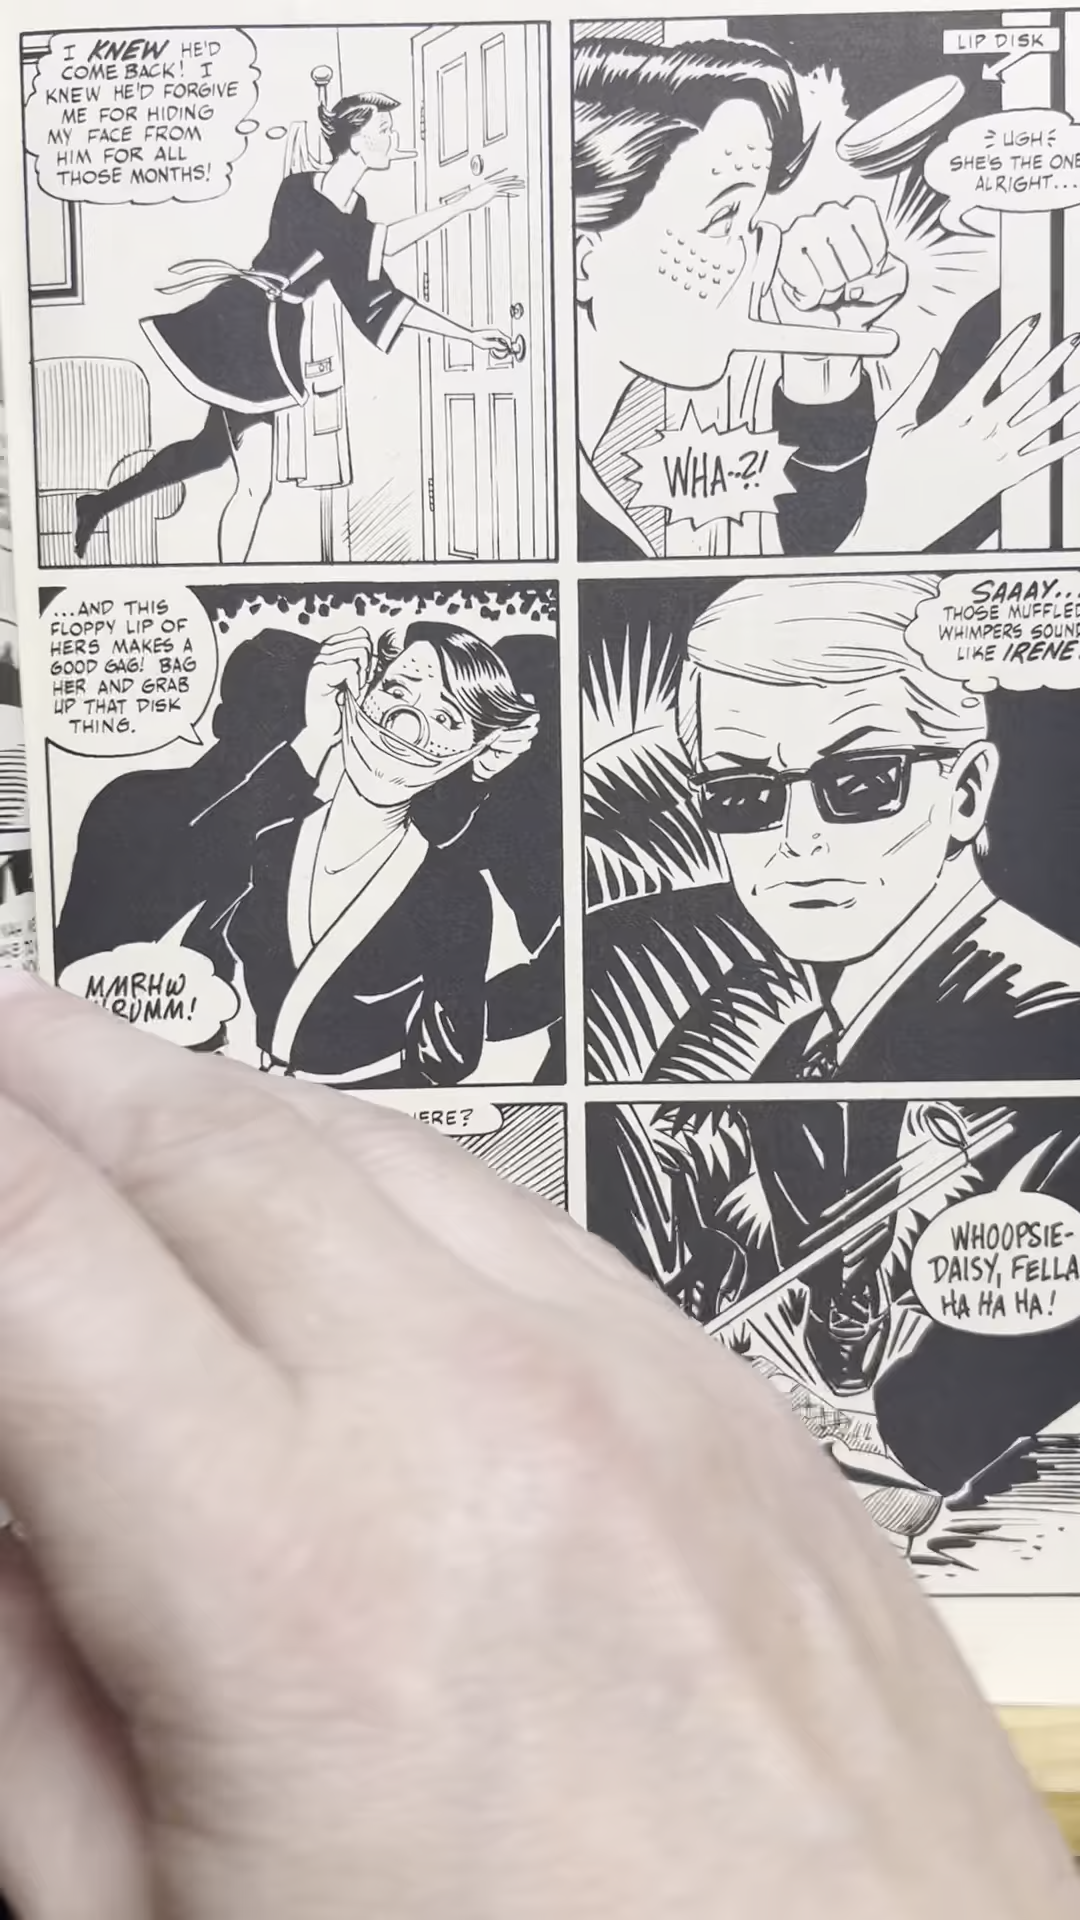 I KNEW HE'D
COME BACK! I
KNEW HE'D FORGIVE
ME FOR HIDING
MY FACE FROM
HIM FOR ALL
THOSE MONTHS!
LIP DISK
UGH
SHE'S THE ONE
ALRIGHT...
WHA--?!
...AND THIS
FLOPPY LIP OF
HERS MAKES A
GOOD GAG! BAG
HER AND GRAB
UP THAT DISK
THING.
MMRHW
RUMM!
SAAAY...
THOSE MUFFLED
WHIMPERS SOUND
LIKE IRENE
WHOOPSIE-
DAISY, FELLA
HA HA HA!